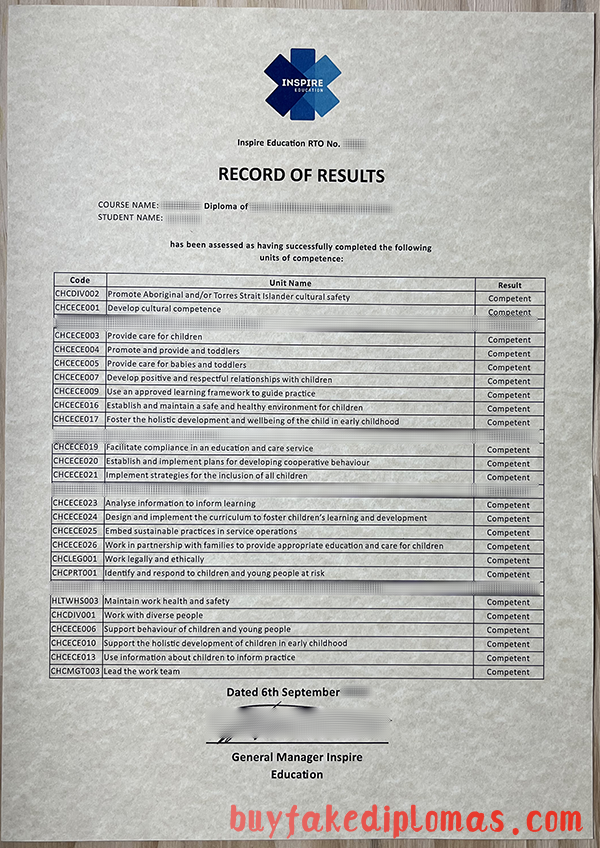 INSPIRE
EDUCATION
Inspire Education RTO No.
RECORD OF RESULTS
COURSE NAME: Diploma of
STUDENT NAME:
has been assessed as having successfully completed the following
units of competence:
Code Unit Name Result
CHCDIV002 Promote Aboriginal and/or Torres Strait Islander cultural safety Competent
CHCECE001 Develop cultural competence Competent
CHCECE003 Provide care for children Competent
CHCECE004 Promote and provide and toddlers Competent
CHCECE005 Provide care for babies and toddlers Competent
CHCECE007 Develop positive and respectful relationships with children Competent
CHCECE009 Use an approved learning framework to guide practice Competent
CHCECE016 Establish and maintain a safe and healthy environment for children Competent
CHCECE017 Foster the holistic development and wellbeing of the child in early childhood Competent
CHCECE019 Facilitate compliance in an education and care service Competent
CHCECE020 Establish and implement plans for developing cooperative behaviour Competent
CHCECE021 Implement strategies for the inclusion of all children Competent
CHCECE023 Analyse information to inform learning Competent
CHCECE024 Design and implement the curriculum to foster children's learning and development Competent
CHCECE025 Embed sustainable practices in service operations Competent
CHCECE026 Work in partnership with families to provide appropriate education and care for children Competent
CHCLEG001 Work legally and ethically Competent
CHCPRT001 Identify and respond to children and young people at risk Competent
HLTWHS003 Maintain work health and safety Competent
CHCDIV001 Work with diverse people Competent
CHCECE006 Support behaviour of children and young people Competent
CHCECE010 Support the holistic development of children in early childhood Competent
CHCECE013 Use information about children to inform practice Competent
CHCMGT003 Lead the work team Competent
Dated 6th September
General Manager Inspire
Education
buyfakediplomas.com